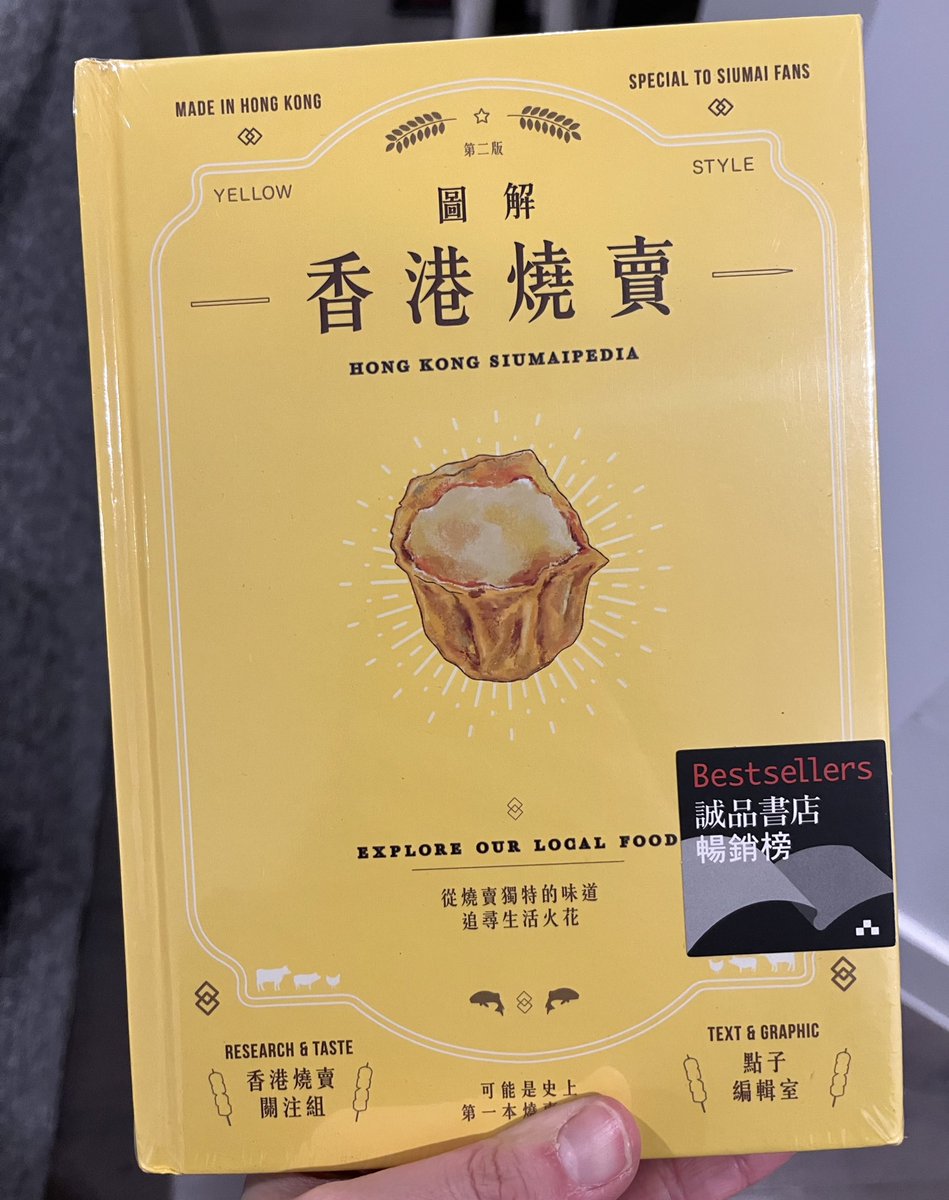 MADE IN HONG KONG
SPECIAL TO SIUMAI FANS
第二版
YELLOW
STYLE
圖解
香港燒賣
HONG KONG SIUMAIPEDIA
Bestsellers
誠品書店
暢銷榜
EXPLORE OUR LOCAL FOOD
從燒賣獨特的味道
追尋生活火花
RESEARCH & TASTE
香港燒賣
關注組
可能是史上
第一本燒
TEXT & GRAPHIC
點子
編輯室